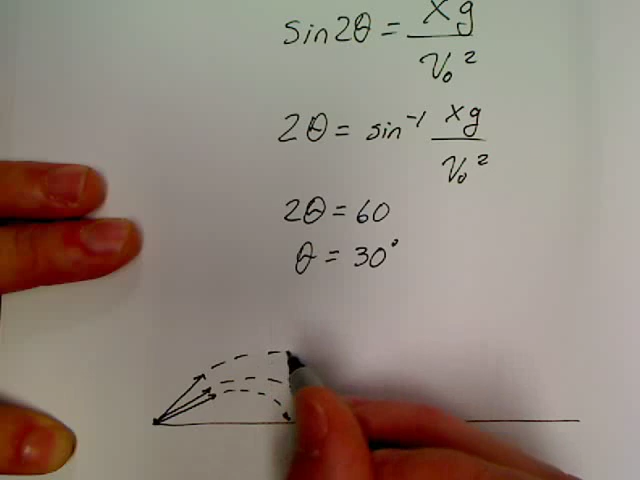 sin2θ = xg/v₀²
2θ = sin⁻¹ xg/v₀²
2θ = 60
θ = 30°